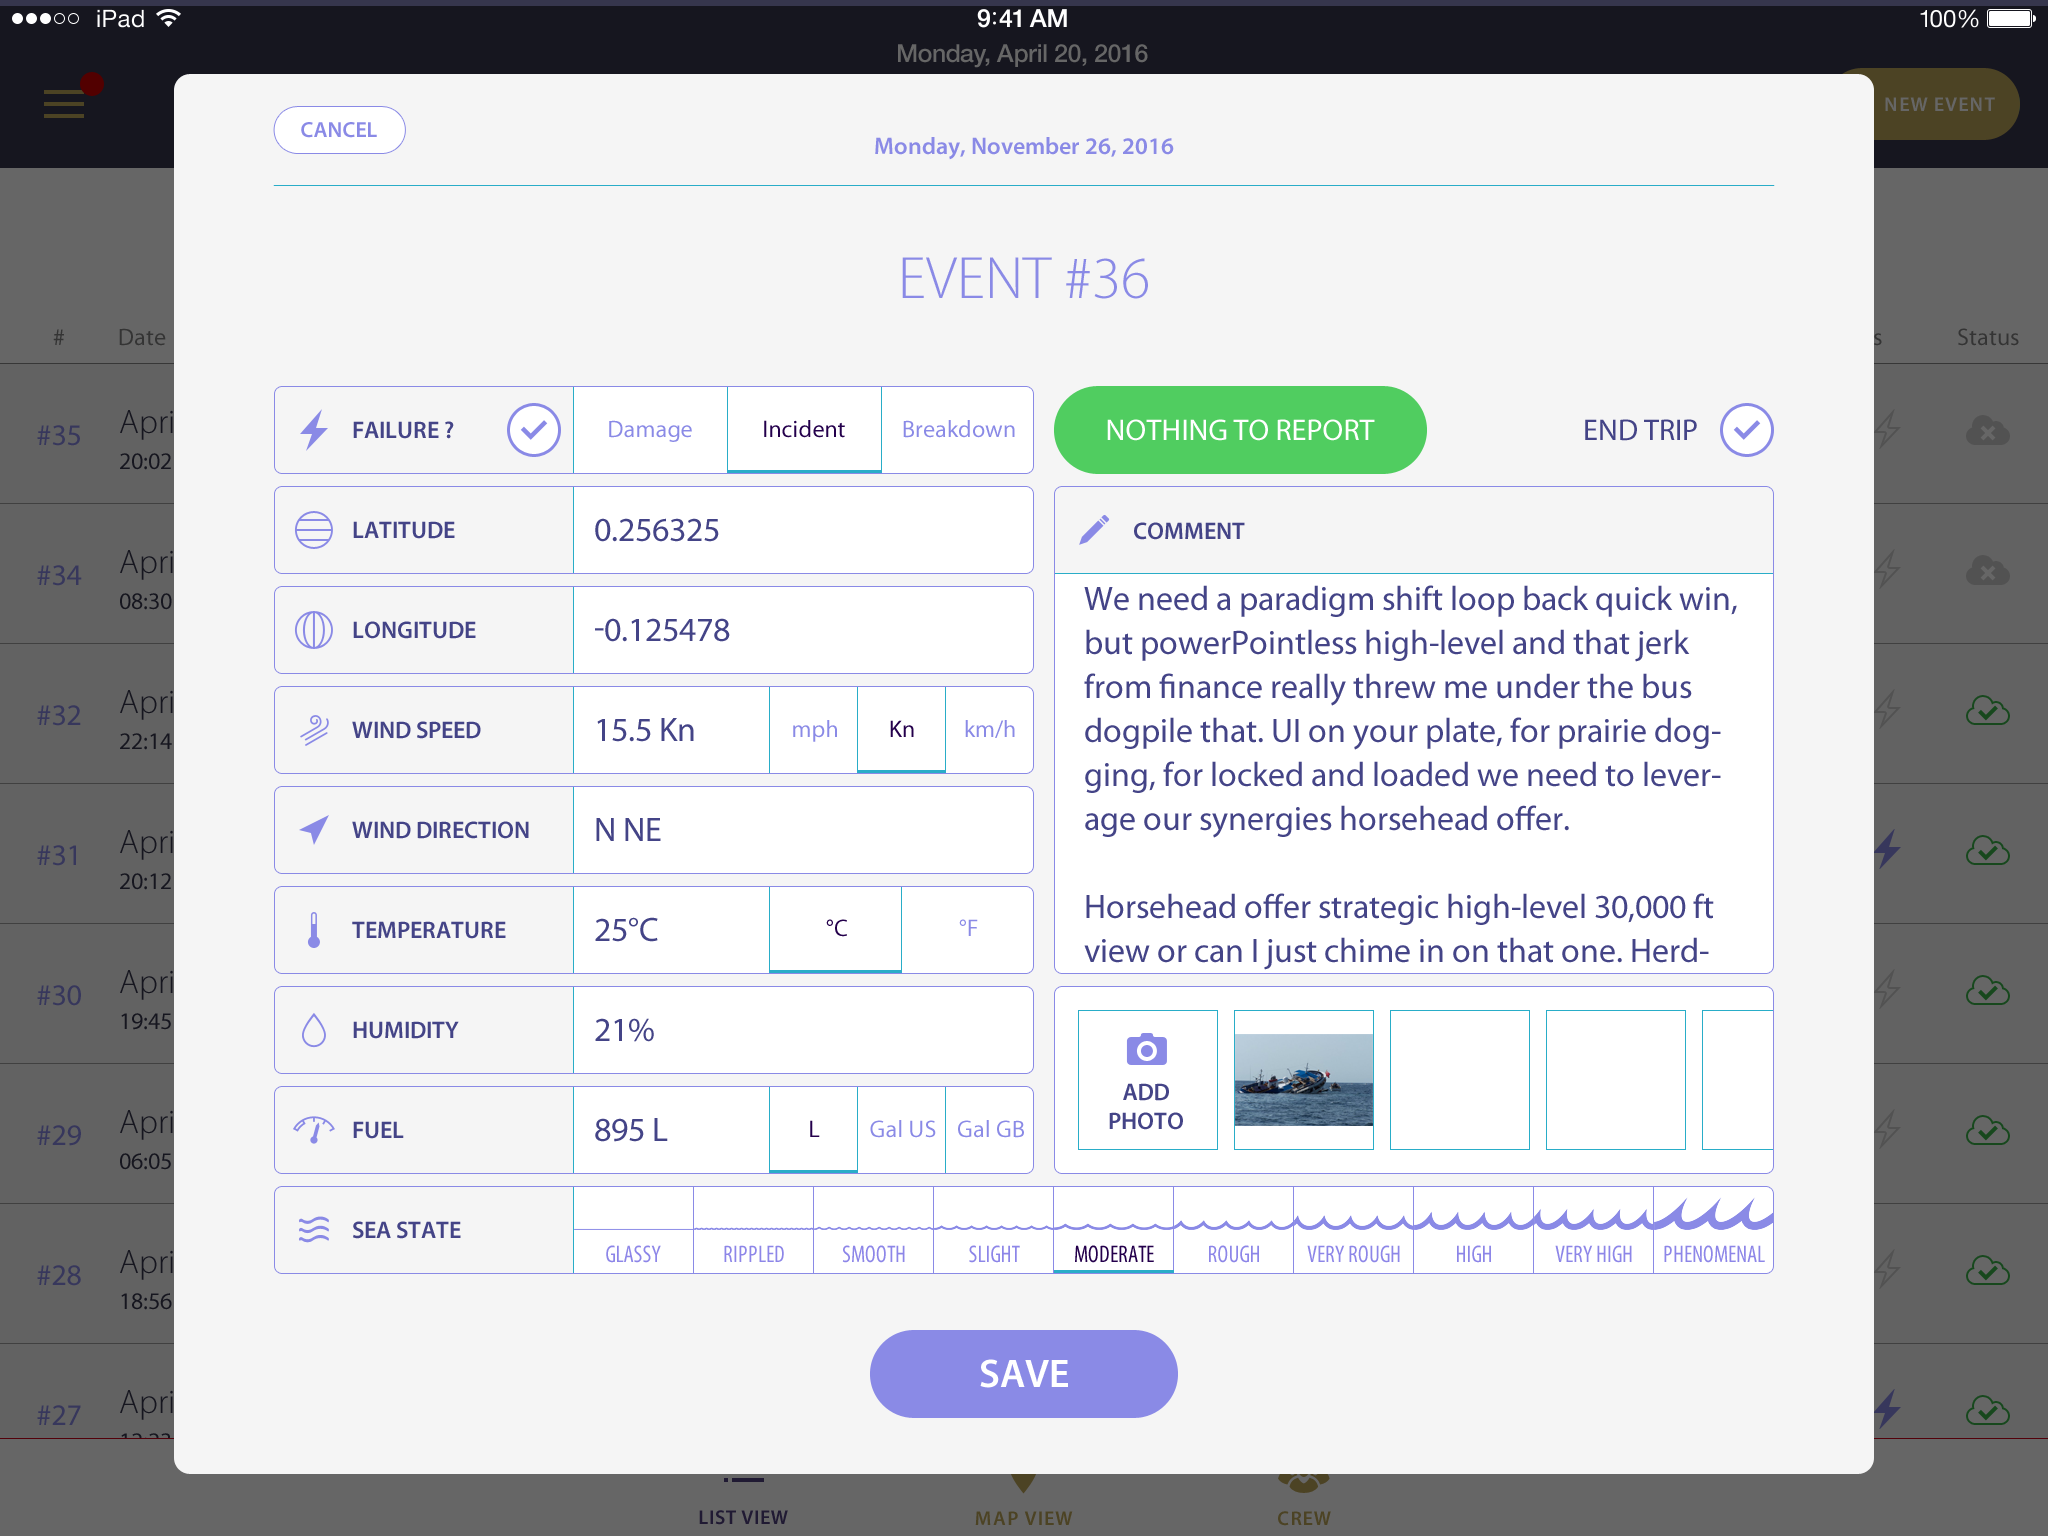 iPad
9:41 AM
100%
Monday, April 20, 2016
NEW EVENT
CANCEL
Monday, November 26, 2016
EVENT #36
# Date
s Status
FAILURE ? Damage Incident Breakdown
NOTHING TO REPORT
END TRIP
LATITUDE 0.256325
LONGITUDE -0.125478
WIND SPEED 15.5 Kn mph Kn km/h
WIND DIRECTION N NE
TEMPERATURE 25°C °C °F
HUMIDITY 21%
FUEL 895 L L Gal US Gal GB
COMMENT
We need a paradigm shift loop back quick win,
but powerPointless high-level and that jerk
from finance really threw me under the bus
dogpile that. UI on your plate, for prairie dog-
ging, for locked and loaded we need to lever-
age our synergies horsehead offer.
Horsehead offer strategic high-level 30,000 ft
view or can I just chime in on that one. Herd-
ADD
PHOTO
SEA STATE
GLASSY RIPPLED SMOOTH SLIGHT MODERATE ROUGH VERY ROUGH HIGH VERY HIGH PHENOMENAL
SAVE
#35 Apri
20:02
#34 Apri
08:30
#32 Apri
22:14
#31 Apri
20:12
#30 Apri
19:45
#29 Apri
06:05
#28 Apri
18:56
#27 Apri
LIST VIEW
MAP VIEW
CREW